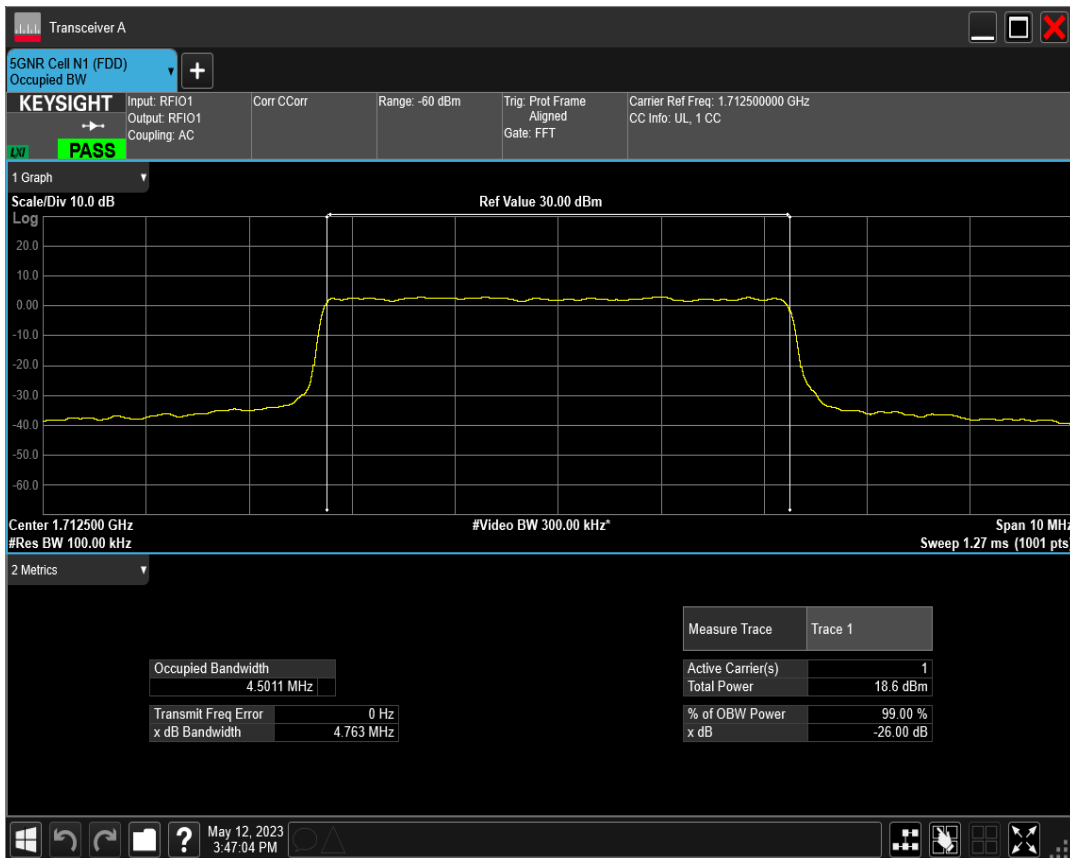 Transceiver A
5GNR Cell N1 (FDD)
Occupied BW
KEYSIGHT
LXI
PASS
Input: RFIO1
Output: RFIO1
Coupling: AC
Corr CCorr
Range: -60 dBm
Trig: Prot Frame
Aligned
Gate: FFT
Carrier Ref Freq: 1.712500000 GHz
CC Info: UL, 1 CC
1 Graph
Scale/Div 10.0 dB
Ref Value 30.00 dBm
Log
20.0
10.0
0.00
-10.0
-20.0
-30.0
-40.0
-50.0
-60.0
Center 1.712500 GHz
#Video BW 300.00 kHz*
Span 10 MHz
#Res BW 100.00 kHz
Sweep 1.27 ms (1001 pts)
2 Metrics
Measure Trace Trace 1
Occupied Bandwidth
4.5011 MHz
Active Carrier(s) 1
Total Power 18.6 dBm
Transmit Freq Error 0 Hz
x dB Bandwidth 4.763 MHz
% of OBW Power 99.00 %
x dB -26.00 dB
May 12, 2023
3:47:04 PM